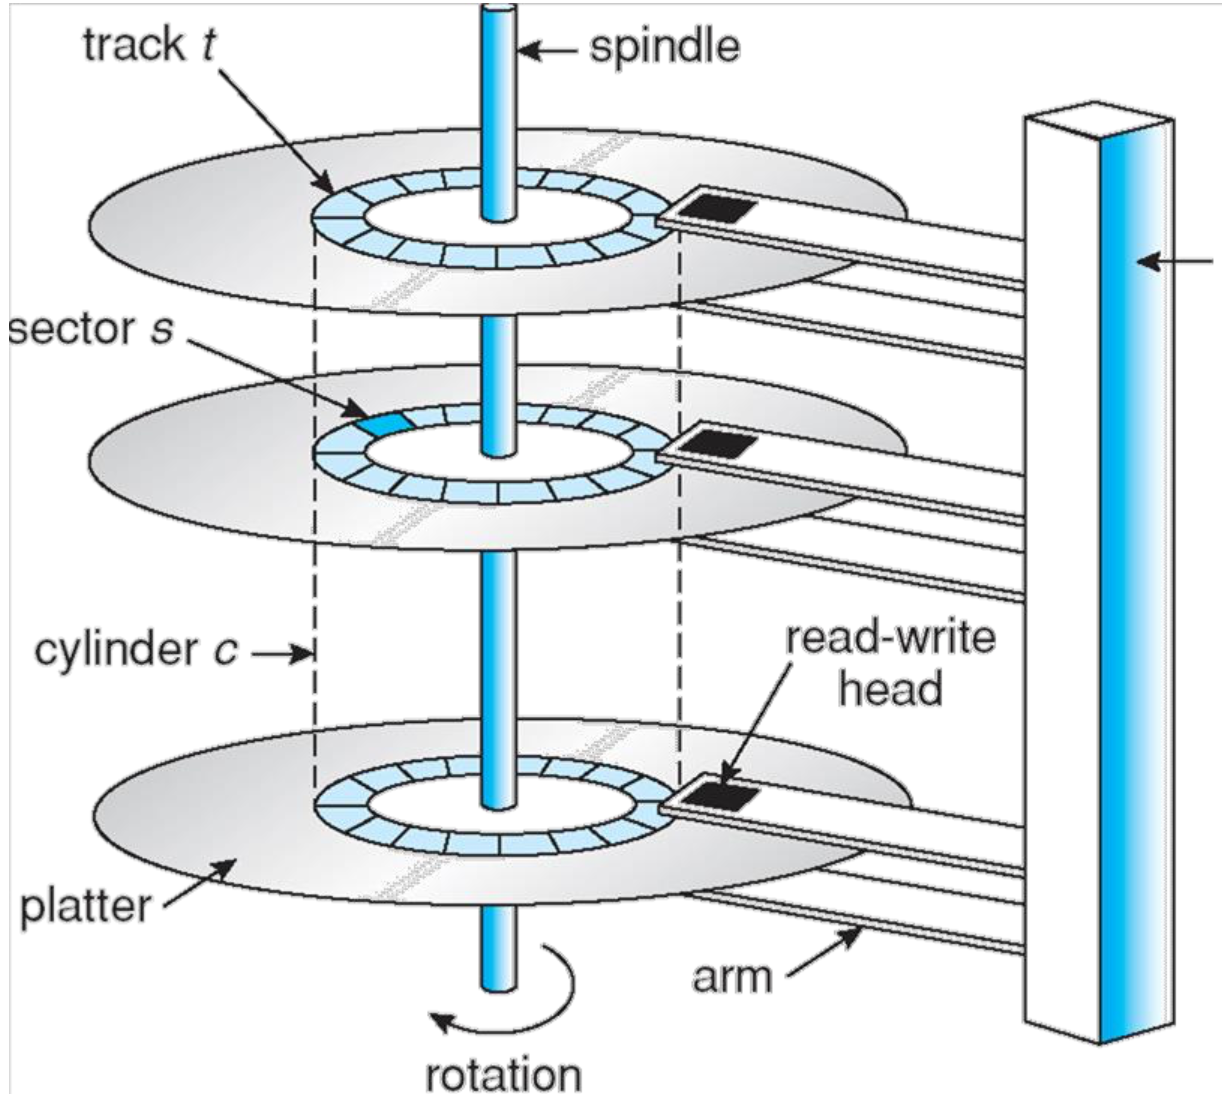 track t
spindle
sector s
cylinder c
read-write
head
platter
arm
rotation